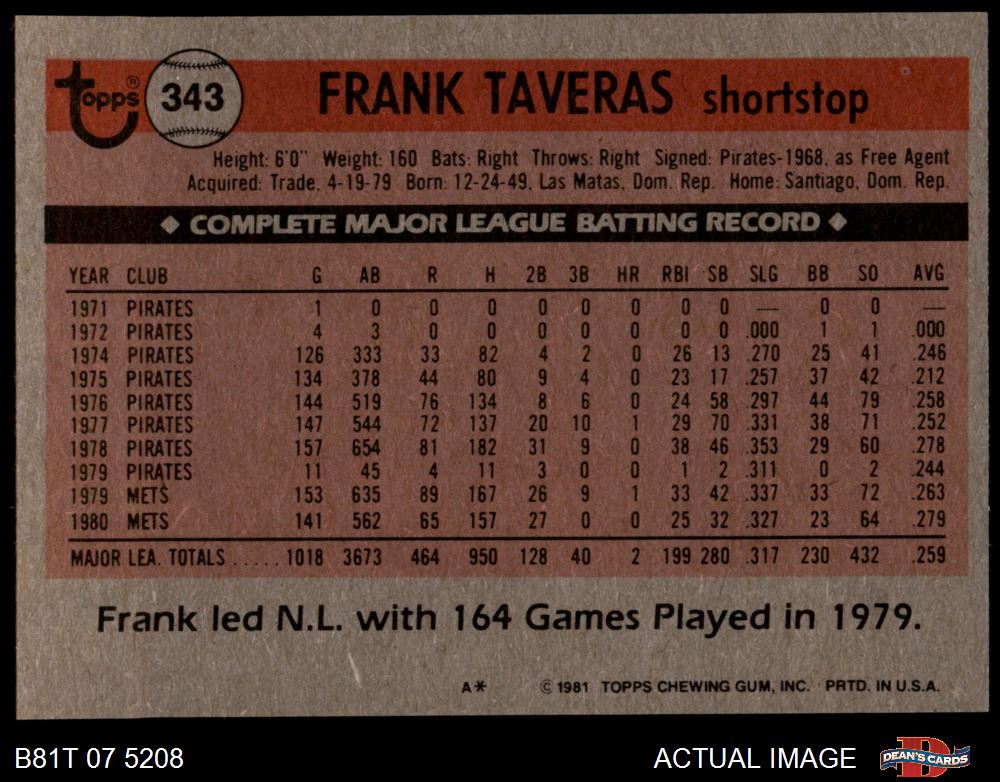 Topps® 343 FRANK TAVERAS shortstop
Height: 6'0" Weight: 160 Bats: Right Throws: Right Signed: Pirates-1968, as Free Agent
Acquired: Trade, 4-19-79 Born: 12-24-49, Las Matas, Dom. Rep. Home: Santiago, Dom. Rep.
◆ COMPLETE MAJOR LEAGUE BATTING RECORD ◆
YEAR CLUB G AB R H 2B 3B HR RBI SB SLG BB SO AVG
1971 PIRATES 1 0 0 0 0 0 0 0 0 — 0 0 —
1972 PIRATES 4 3 0 0 0 0 0 0 0 .000 1 1 .000
1974 PIRATES 126 333 33 82 4 2 0 26 13 .270 25 41 .246
1975 PIRATES 134 378 44 80 9 4 0 23 17 .257 37 42 .212
1976 PIRATES 144 519 76 134 8 6 0 24 58 .297 44 79 .258
1977 PIRATES 147 544 72 137 20 10 1 29 70 .331 38 71 .252
1978 PIRATES 157 654 81 182 31 9 0 38 46 .353 29 60 .278
1979 PIRATES 11 45 4 11 3 0 0 1 2 .311 0 2 .244
1979 METS 153 635 89 167 26 9 1 33 42 .337 33 72 .263
1980 METS 141 562 65 157 27 0 0 25 32 .327 23 64 .279
MAJOR LEA. TOTALS ..... 1018 3673 464 950 128 40 2 199 280 .317 230 432 .259
Frank led N.L. with 164 Games Played in 1979.
A* © 1981 TOPPS CHEWING GUM, INC. PRTD. IN U.S.A.
B81T 07 5208 ACTUAL IMAGE DEAN'S CARDS